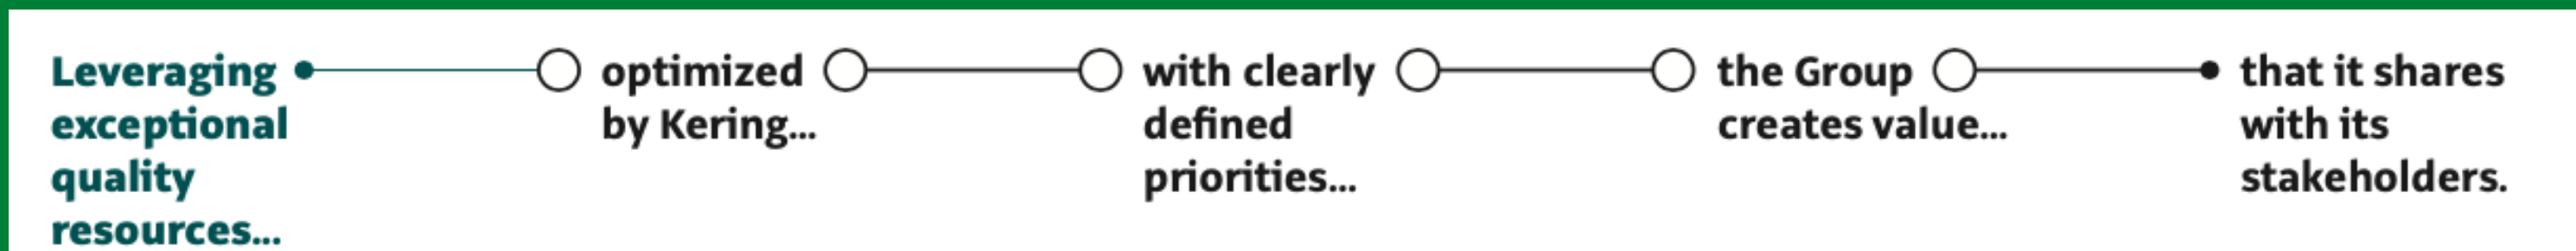 Leveraging
exceptional
quality
resources...
optimized
by Kering...
with clearly
defined
priorities...
the Group
creates value...
that it shares
with its
stakeholders.